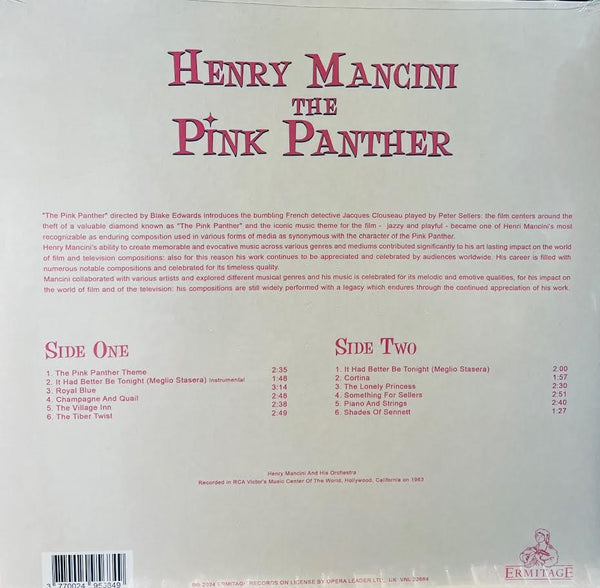 HENRY MANCINI
THE
PINK PANTHER
"The Pink Panther" directed by Blake Edwards introduces the bumbling French detective Jacques Clouseau played by Peter Sellers: the film centers around the
theft of a valuable diamond known as "The Pink Panther" and the iconic music theme for the film - jazzy and playful - became one of Henri Mancini's most
recognizable as enduring composition used in various forms of media as synonymous with the character of the Pink Panther.
Henry Mancini's ability to create memorable and evocative music across various genres and mediums contributed significantly to his art lasting impact on the world
of film and television compositions: also for this reason his work continues to be appreciated and celebrated by audiences worldwide. His career is filled with
numerous notable compositions and celebrated for its timeless quality.
Mancini collaborated with various artists and explored different musical genres and his music is celebrated for its melodic and emotive qualities, for his impact on
the world of film and of the television: his compositions are still widely performed with a legacy which endures through the continued appreciation of his work.
SIDE ONE
1. The Pink Panther Theme 2:35
2. It Had Better Be Tonight (Meglio Stasera) Instrumental 1:48
3. Royal Blue 3:14
4. Champagne And Quail 2:48
5. The Village Inn 2:38
6. The Tiber Twist 2:49
SIDE TWO
1. It Had Better Be Tonight (Meglio Stasera) 2:00
2. Cortina 1:57
3. The Lonely Princess 2:30
4. Something For Sellers 2:51
5. Piano And Strings 2:40
6. Shades Of Sennett 1:27
Henry Mancini And His Orchestra
Recorded in RCA Victor's Music Center Of The World, Hollywood, California on 1963
3 770024 953849
2024 ERMITAGE RECORDS ON LICENSE BY OPERA LEADER LTD., UK VNL
ERMITAGE